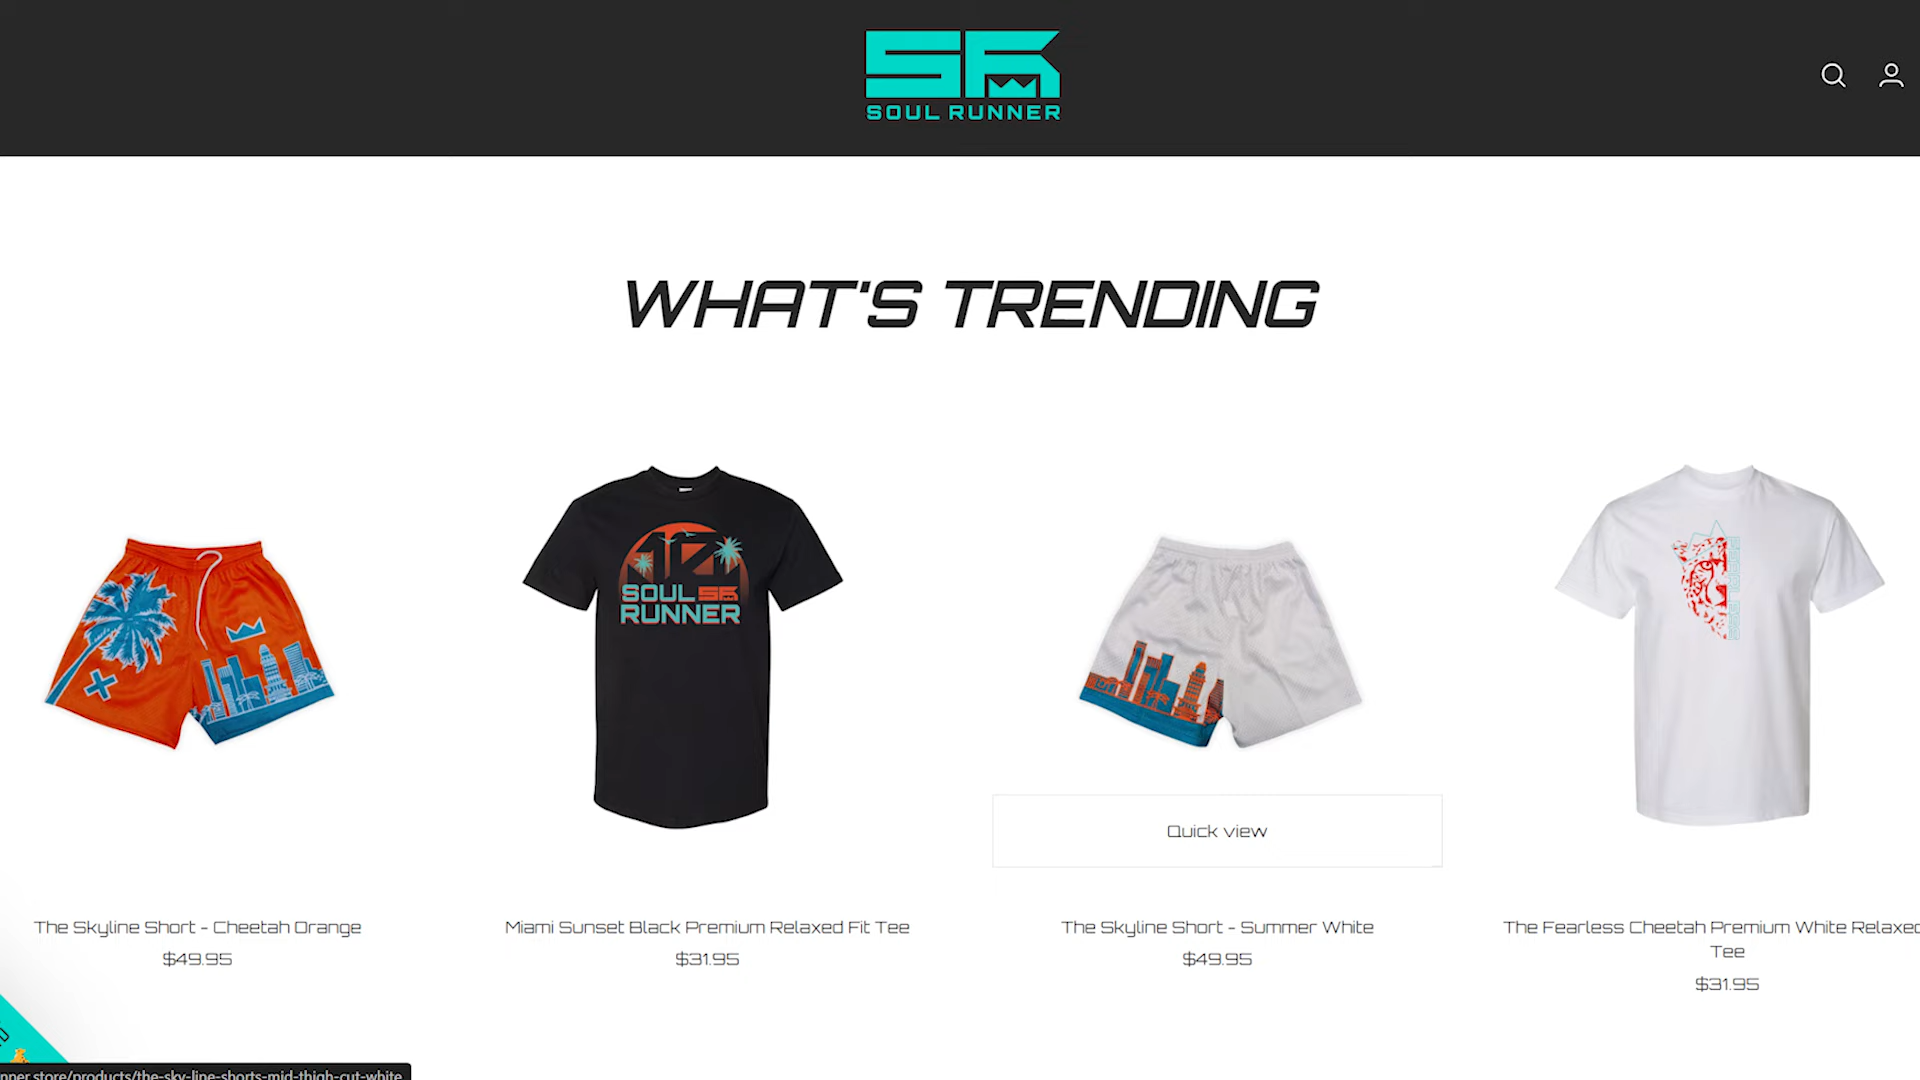 SR
SOUL RUNNER
WHAT'S TRENDING
SOUL SR
RUNNER
Quick view
The Skyline Short - Cheetah Orange
$49.95
Miami Sunset Black Premium Relaxed Fit Tee
$31.95
The Skyline Short - Summer White
$49.95
The Fearless Cheetah Premium White Relaxed
Tee
$31.95
nner.store/products/the-sky-line-shorts-mid-thigh-cut-white